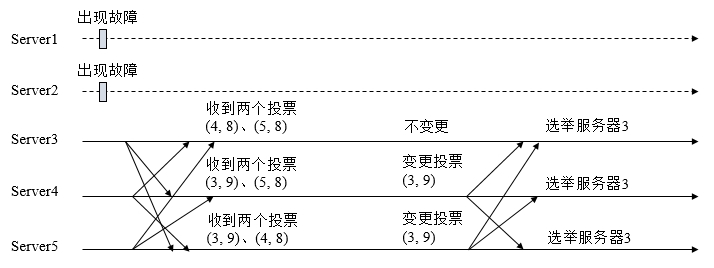 出现故障
Server1
出现故障
Server2
收到两个投票
(4, 8)、(5, 8)
不变更
选举服务器3
Server3
收到两个投票
(3, 9)、(5, 8)
变更投票
(3, 9)
选举服务器3
Server4
收到两个投票
(3, 9)、(4, 8)
变更投票
(3, 9)
选举服务器3
Server5